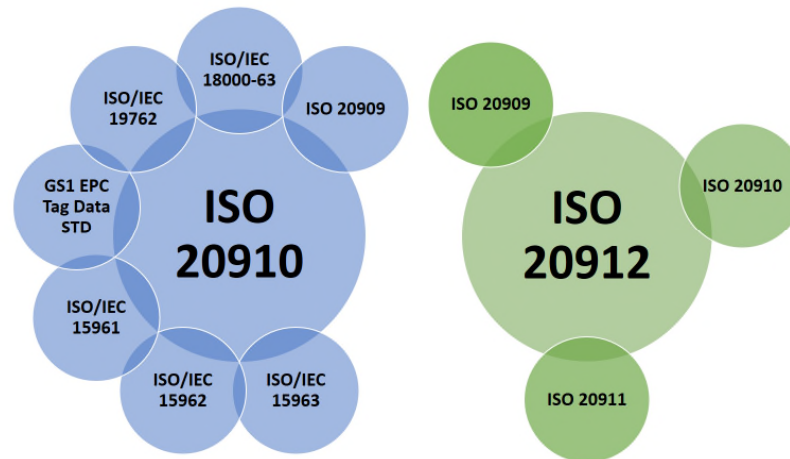 ISO/IEC
18000-63
ISO 20909
ISO/IEC
19762
GS1 EPC
Tag Data
STD
ISO
20910
ISO/IEC
15961
ISO/IEC
15962
ISO/IEC
15963
ISO 20909
ISO 20910
ISO
20912
ISO 20911